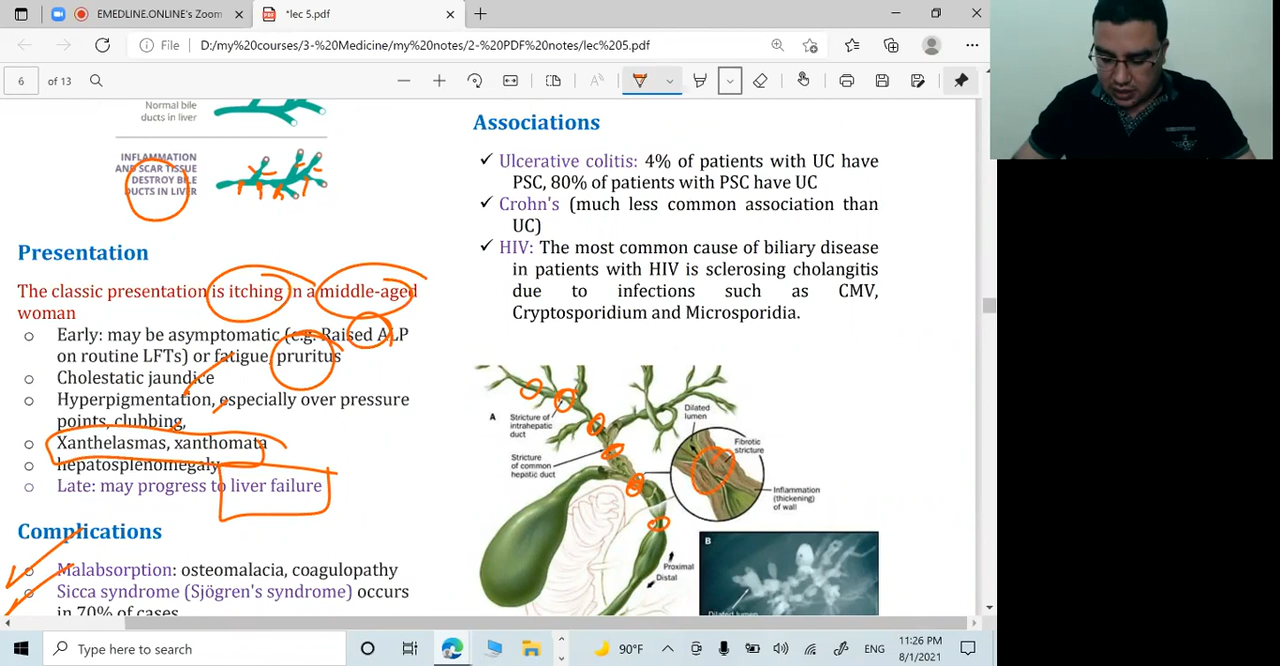 EMEDLINE.ONLINE's Zoom
*lec 5.pdf
File
D:/my%20courses/3-%20Medicine/my%20notes/2-%20PDF%20notes/lec%205.pdf
6 of 13
Normal bile
ducts in liver
INFLAMMATION
AND SCAR TISSUE
DESTROY BILE
DUCTS IN LIVER
Presentation
The classic presentation is itching in a middle-aged
woman
Early: may be asymptomatic (e.g. Raised ALP
on routine LFTs) or fatigue, pruritus
Cholestatic jaundice
Hyperpigmentation, especially over pressure
points, clubbing,
Xanthelasmas, xanthomata
hepatosplenomegaly
Late: may progress to liver failure
Complications
Malabsorption: osteomalacia, coagulopathy
Sicca syndrome (Sjögren's syndrome) occurs
in 70% of cases
Associations
✓ Ulcerative colitis: 4% of patients with UC have
PSC, 80% of patients with PSC have UC
✓ Crohn's (much less common association than
UC)
✓ HIV: The most common cause of biliary disease
in patients with HIV is sclerosing cholangitis
due to infections such as CMV,
Cryptosporidium and Microsporidia.
A
Stricture of
intrahepatic
duct
Stricture of
common
hepatic duct
Dilated
lumen
Fibrotic
stricture
Inflammation
(thickening)
of wall
Proximal
Distal
B
Dilated lumen
Type here to search
90°F
ENG
11:26 PM
8/1/2021